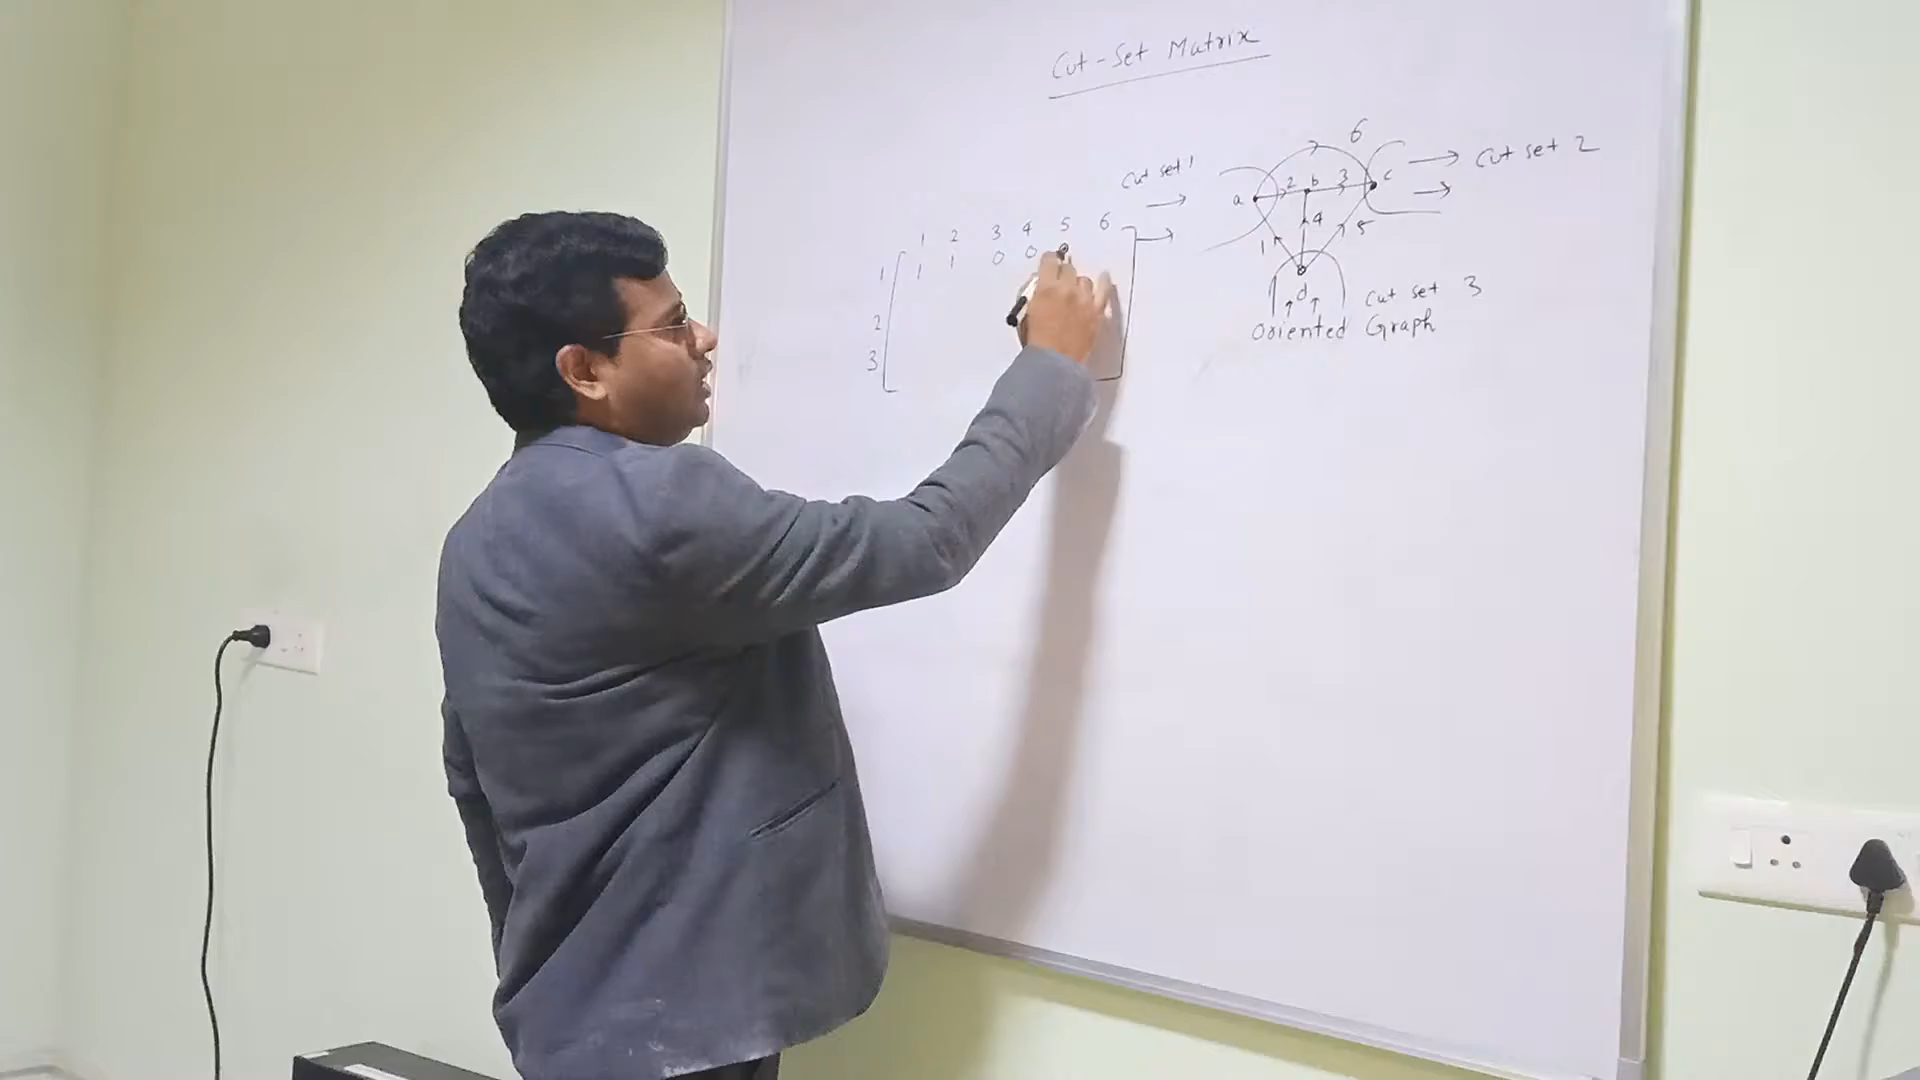 Cut-Set Matrix
6
cut set 2
cut set 1
a 2 b 3 c
4
5
1
d
cut set 3
Oriented Graph
1 2 3 4 5 6
1 1 1 0 0
2
3